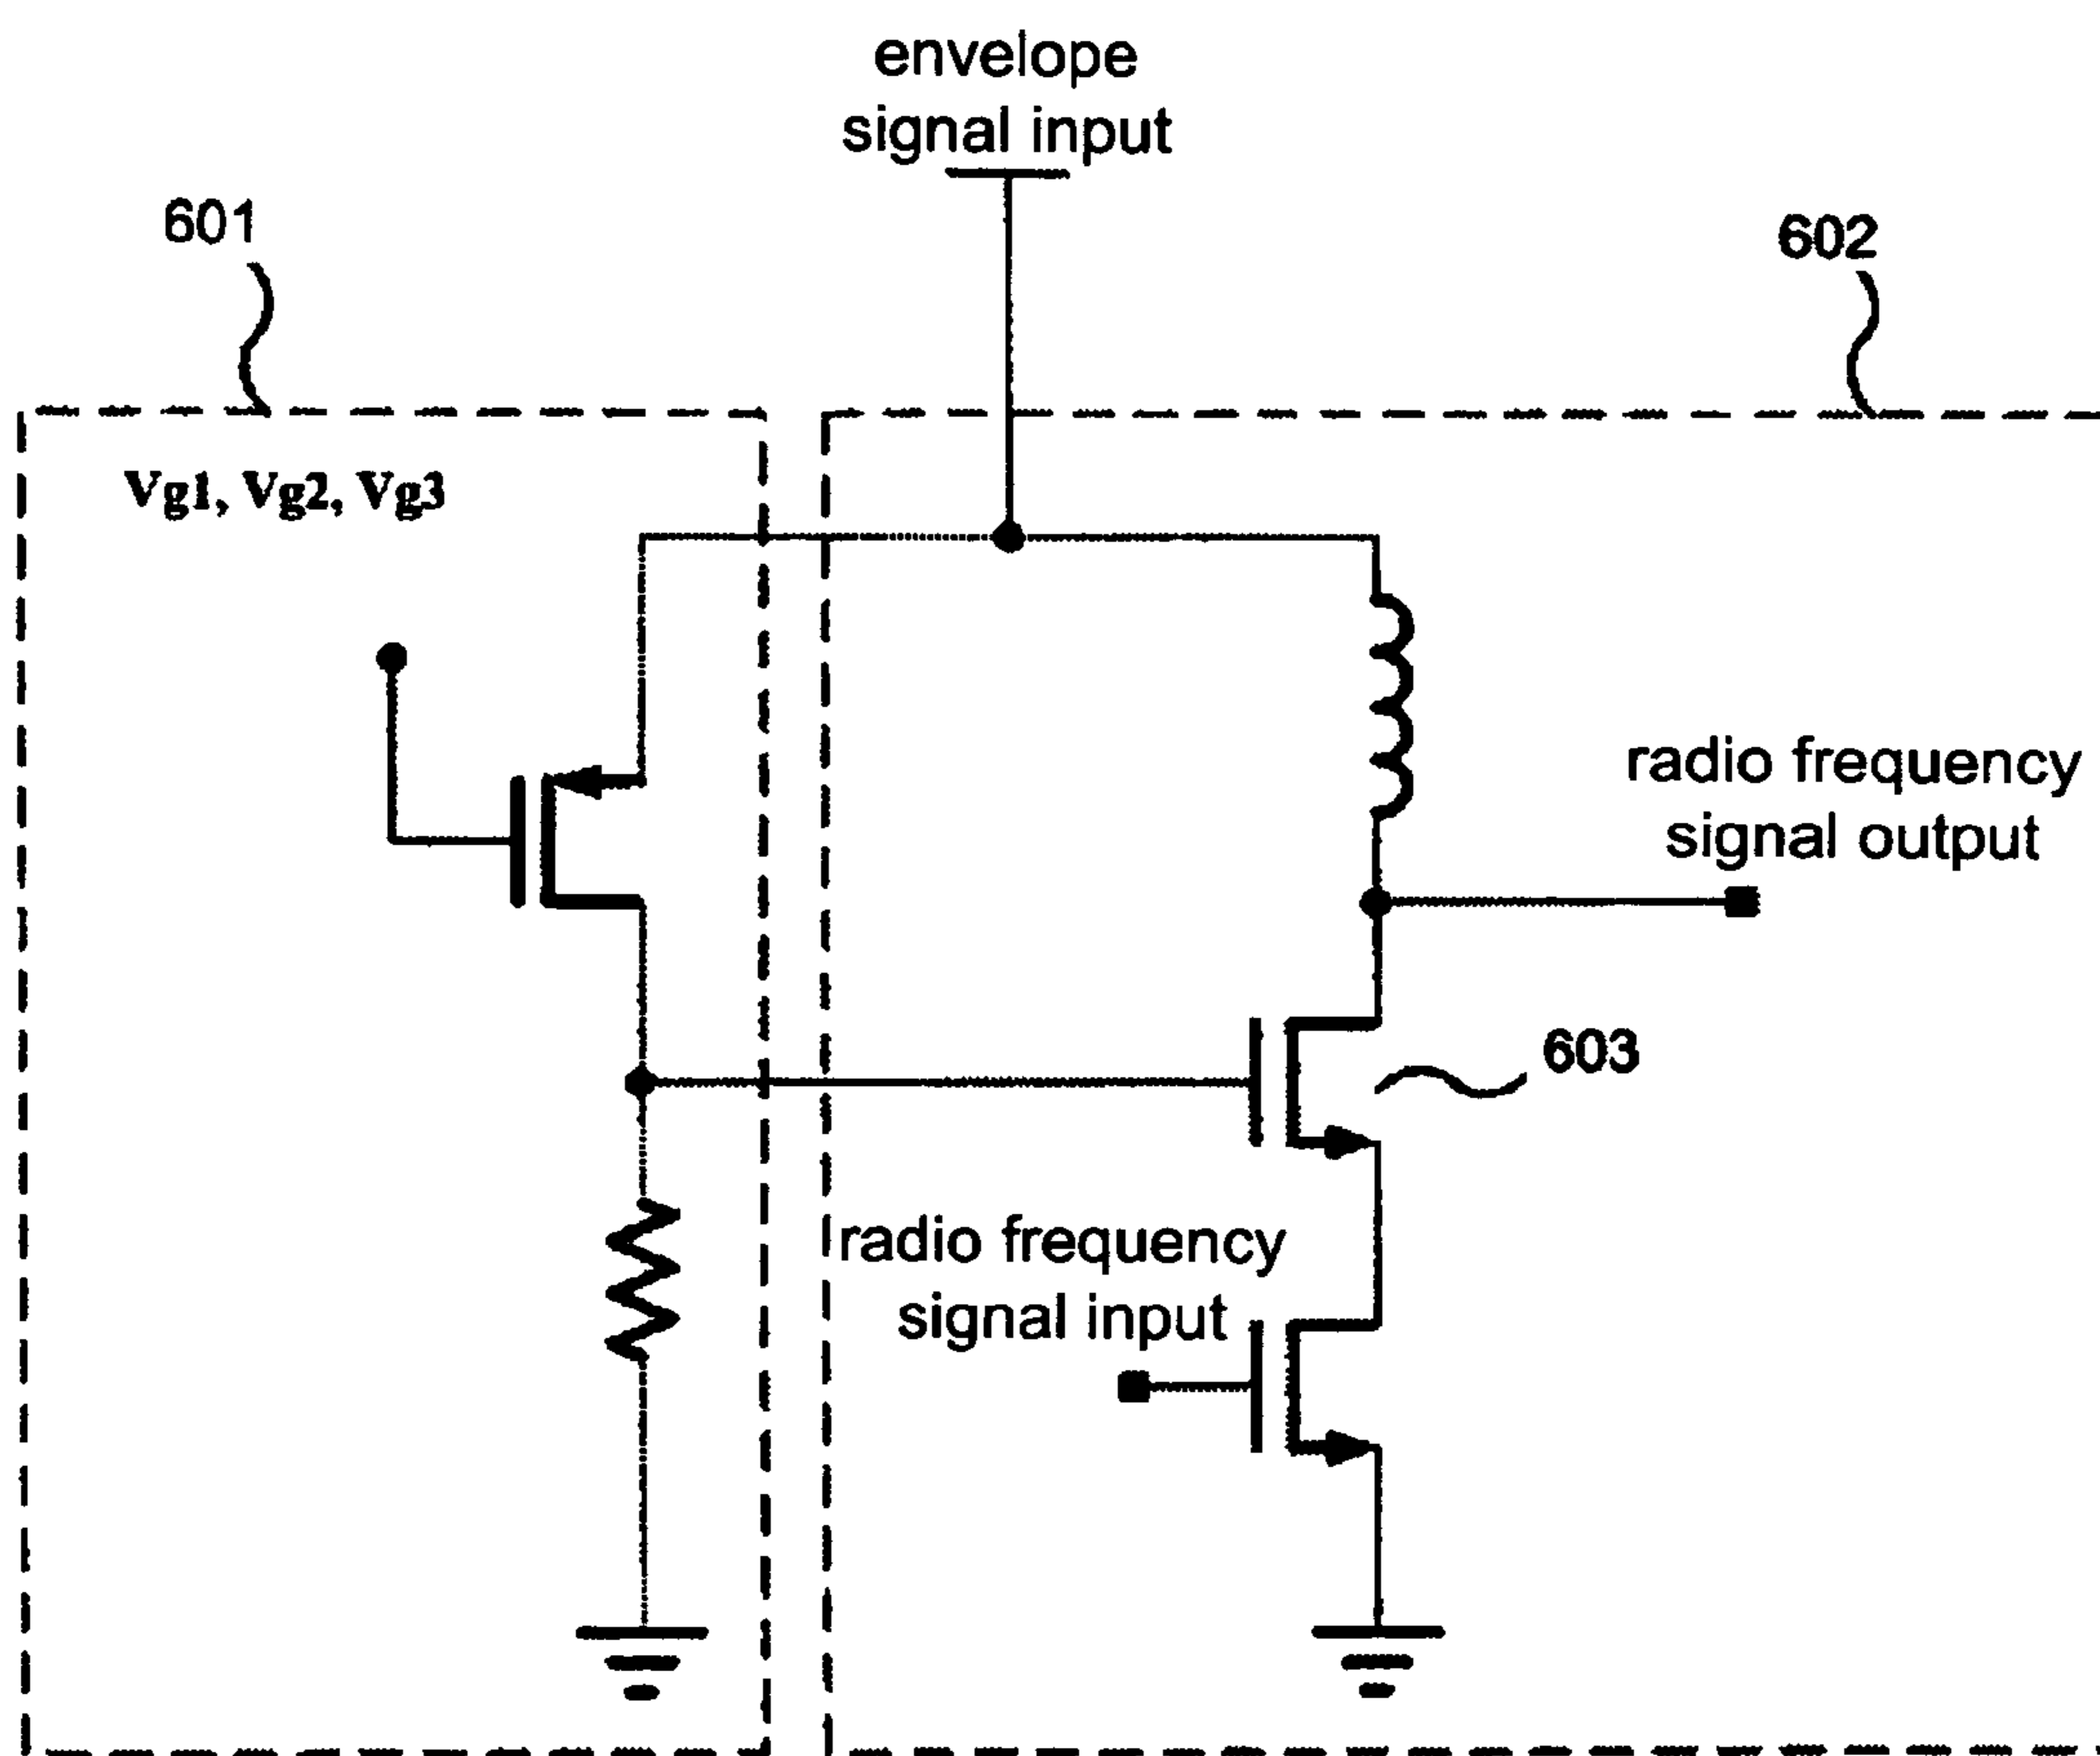 envelope
signal input
601
602
Vg1, Vg2, Vg3
radio frequency
signal output
603
radio frequency
signal input